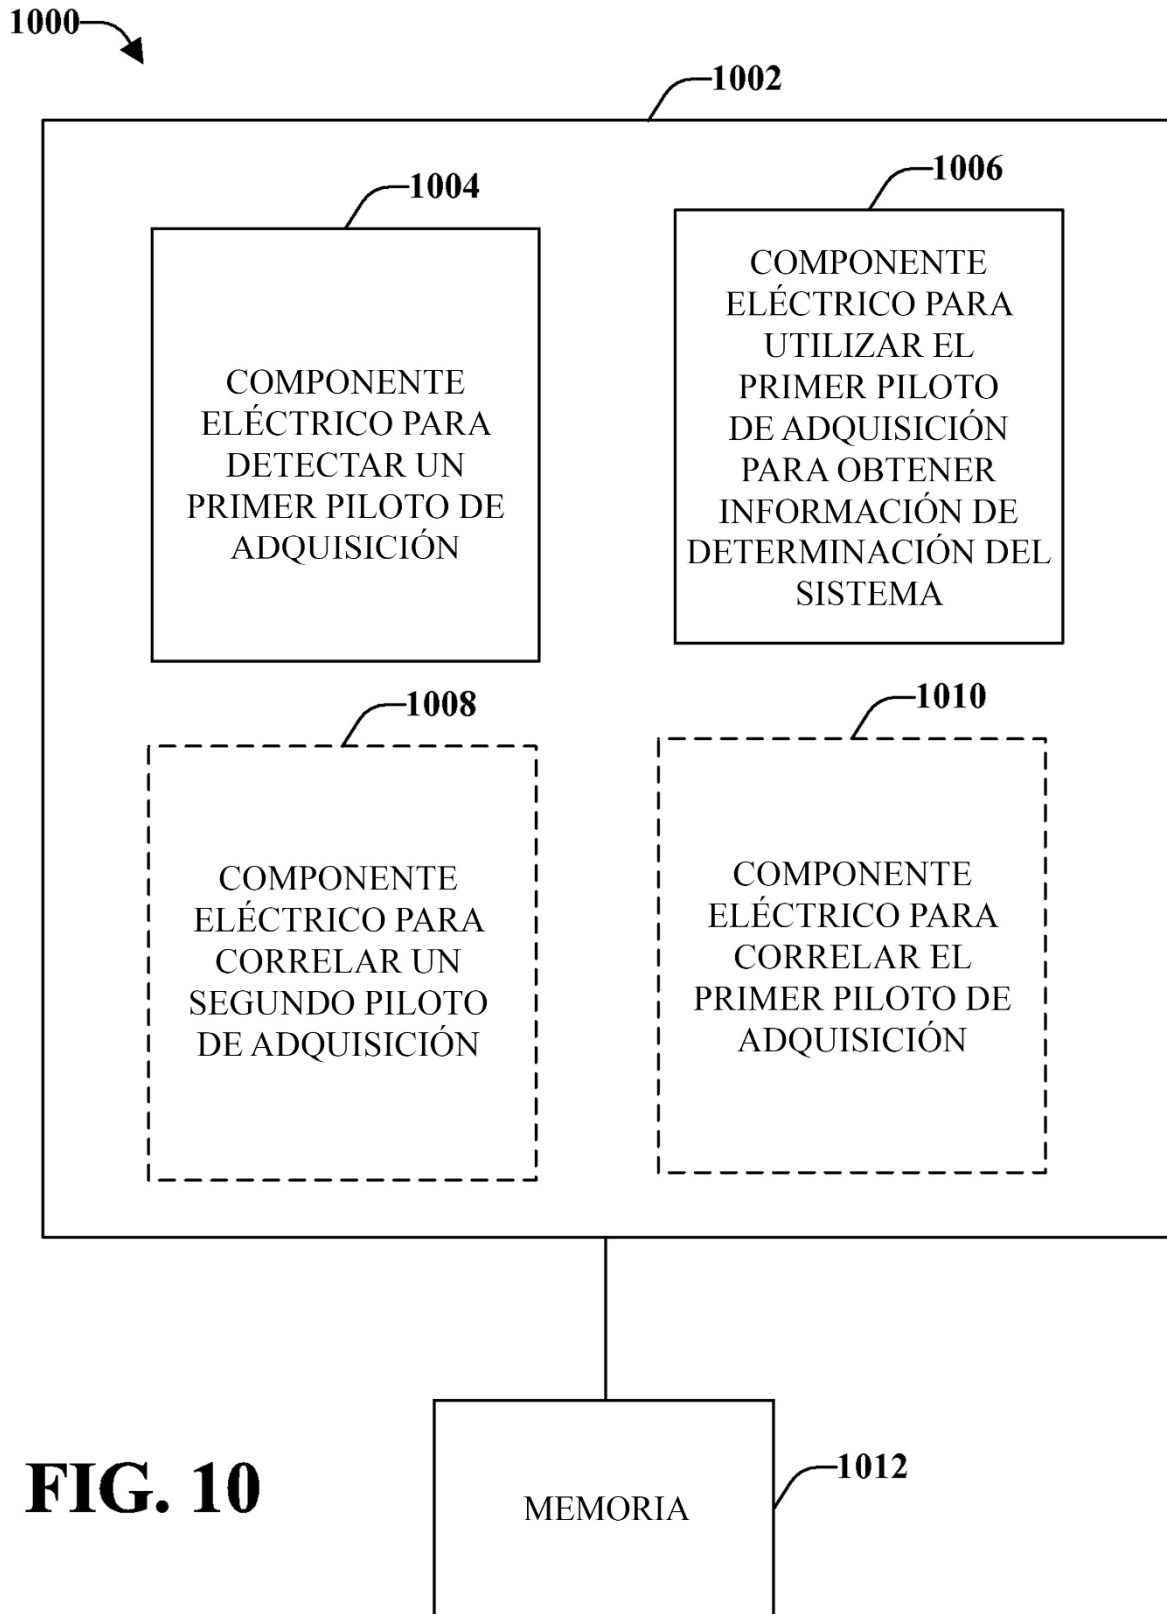 1000
1002
1004
COMPONENTE
ELÉCTRICO PARA
DETECTAR UN
PRIMER PILOTO DE
ADQUISICIÓN
1006
COMPONENTE
ELÉCTRICO PARA
UTILIZAR EL
PRIMER PILOTO
DE ADQUISICIÓN
PARA OBTENER
INFORMACIÓN DE
DETERMINACIÓN DEL
SISTEMA
1008
COMPONENTE
ELÉCTRICO PARA
CORRELAR UN
SEGUNDO PILOTO
DE ADQUISICIÓN
1010
COMPONENTE
ELÉCTRICO PARA
CORRELAR EL
PRIMER PILOTO DE
ADQUISICIÓN
FIG. 10
MEMORIA
1012